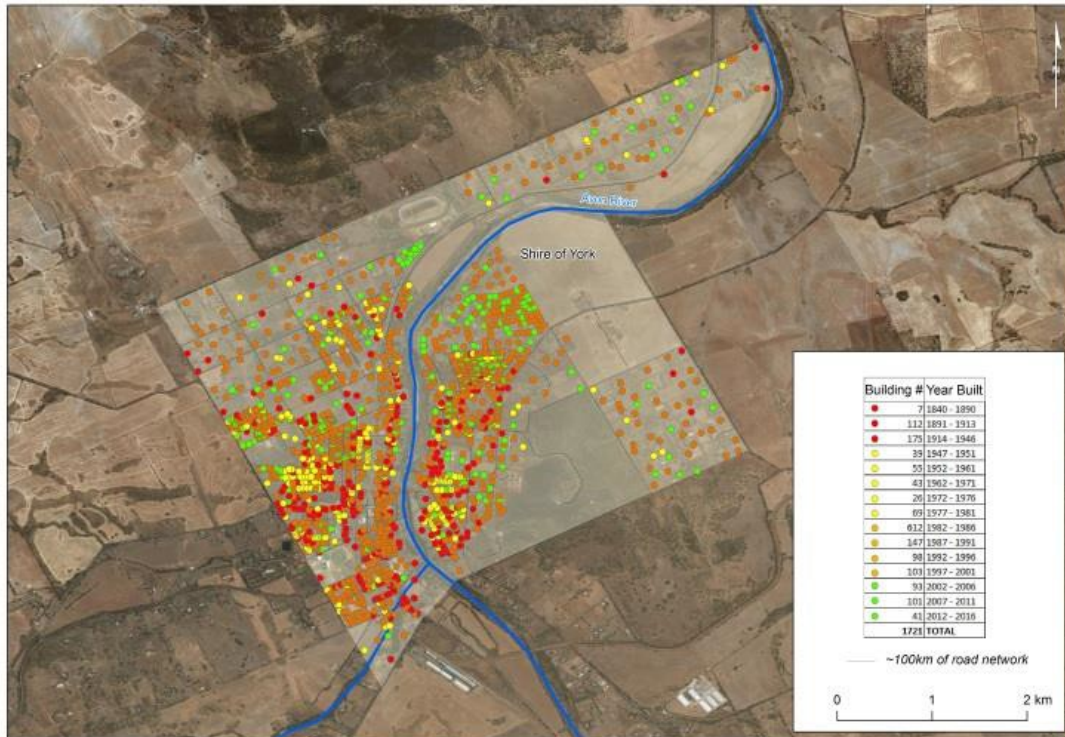 Avon River
Shire of York
Building # Year Built
7 1840 - 1890
112 1891 - 1913
175 1914 - 1946
39 1947 - 1951
55 1952 - 1961
43 1962 - 1971
26 1972 - 1976
69 1977 - 1981
612 1982 - 1986
147 1987 - 1991
98 1992 - 1996
103 1997 - 2001
93 2002 - 2006
101 2007 - 2011
41 2012 - 2016
1721 TOTAL
~100km of road network
0 1 2 km